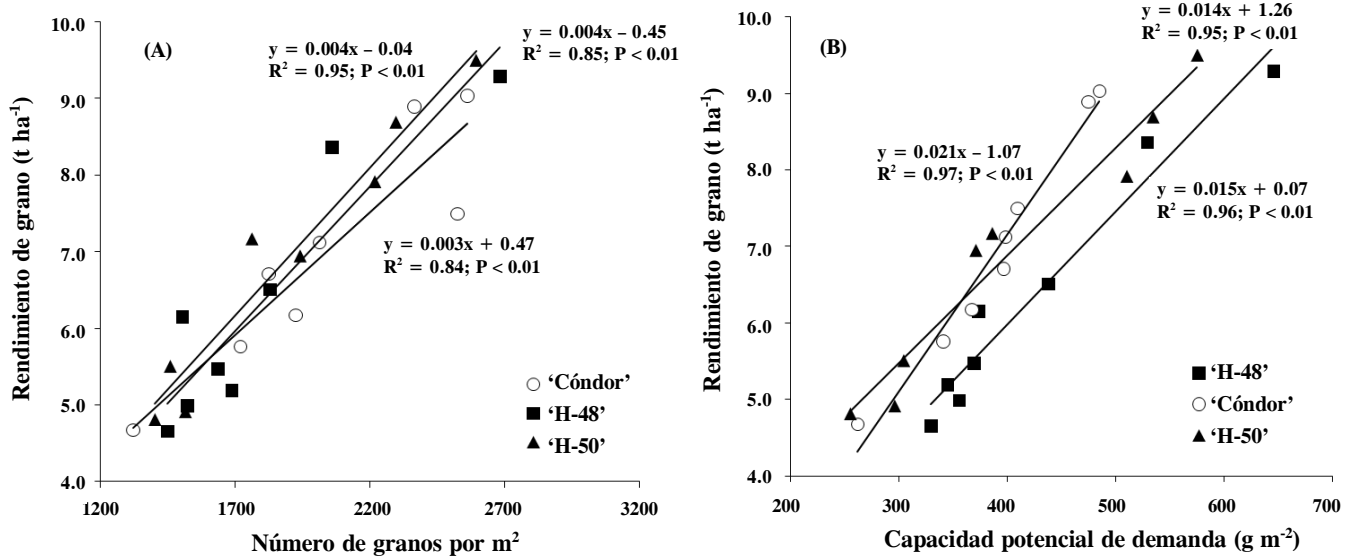 (A)
Rendimiento de grano (t ha⁻¹)
10.0
9.0
8.0
7.0
6.0
5.0
4.0
y = 0.004x – 0.04
R² = 0.95; P < 0.01
y = 0.004x – 0.45
R² = 0.85; P < 0.01
y = 0.003x + 0.47
R² = 0.84; P < 0.01
‘Cóndor’
‘H-48’
‘H-50’
1200 1700 2200 2700 3200
Número de granos por m²
(B)
Rendimiento de grano (t ha⁻¹)
10.0
9.0
8.0
7.0
6.0
5.0
4.0
y = 0.014x + 1.26
R² = 0.95; P < 0.01
y = 0.021x – 1.07
R² = 0.97; P < 0.01
y = 0.015x + 0.07
R² = 0.96; P < 0.01
‘H-48’
‘Cóndor’
‘H-50’
200 300 400 500 600 700
Capacidad potencial de demanda (g m⁻²)